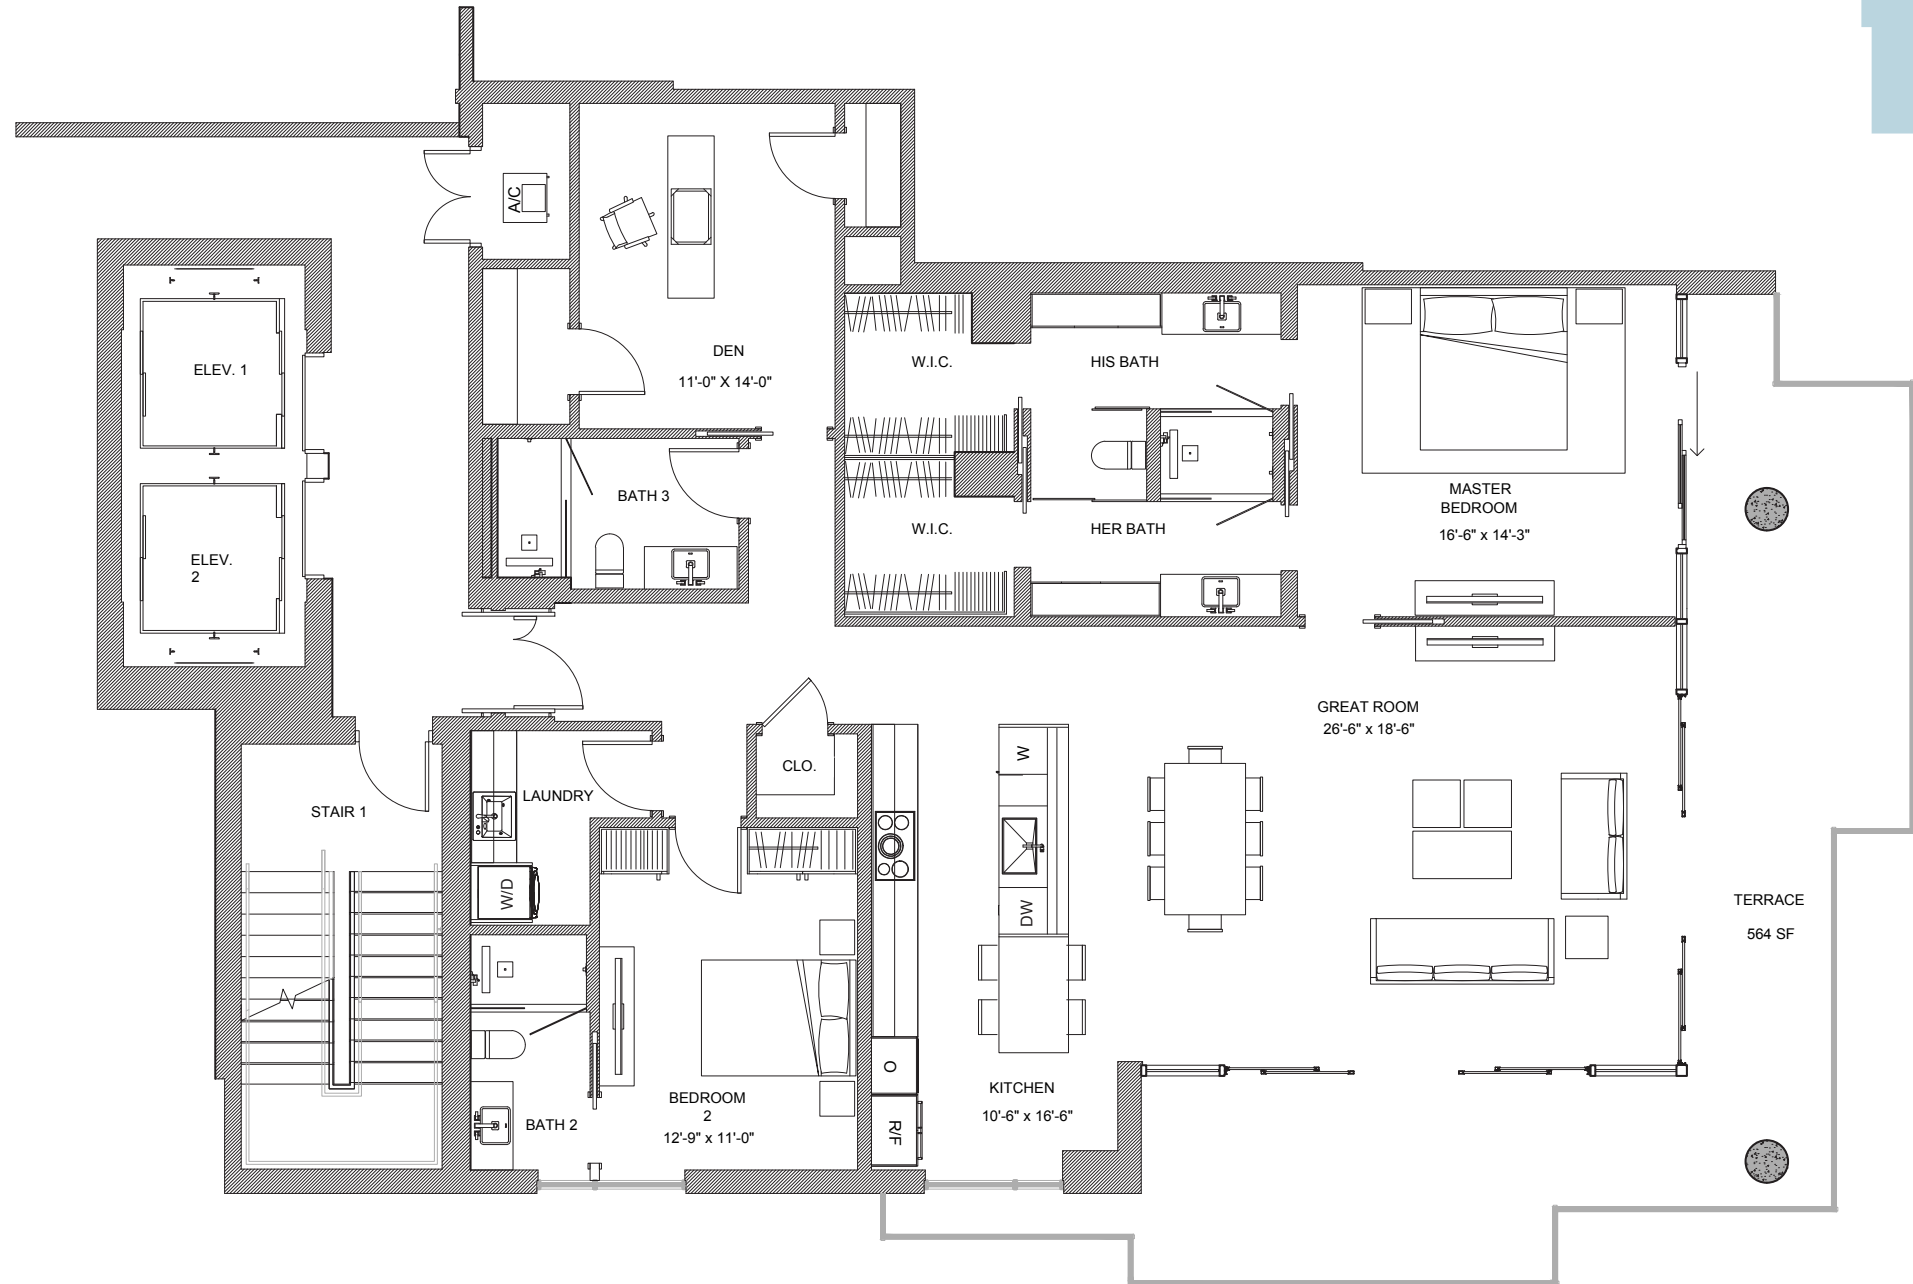 A/C
ELEV. 1
DEN
11'-0" X 14'-0"
W.I.C.
HIS BATH
BATH 3
MASTER
BEDROOM
16'-6" x 14'-3"
W.I.C.
HER BATH
ELEV.
2
GREAT ROOM
26'-6" x 18'-6"
CLO.
W
LAUNDRY
STAIR 1
W/D
DW
TERRACE
564 SF
O
KITCHEN
10'-6" x 16'-6"
BEDROOM
2
12'-9" x 11'-0"
BATH 2
R/F